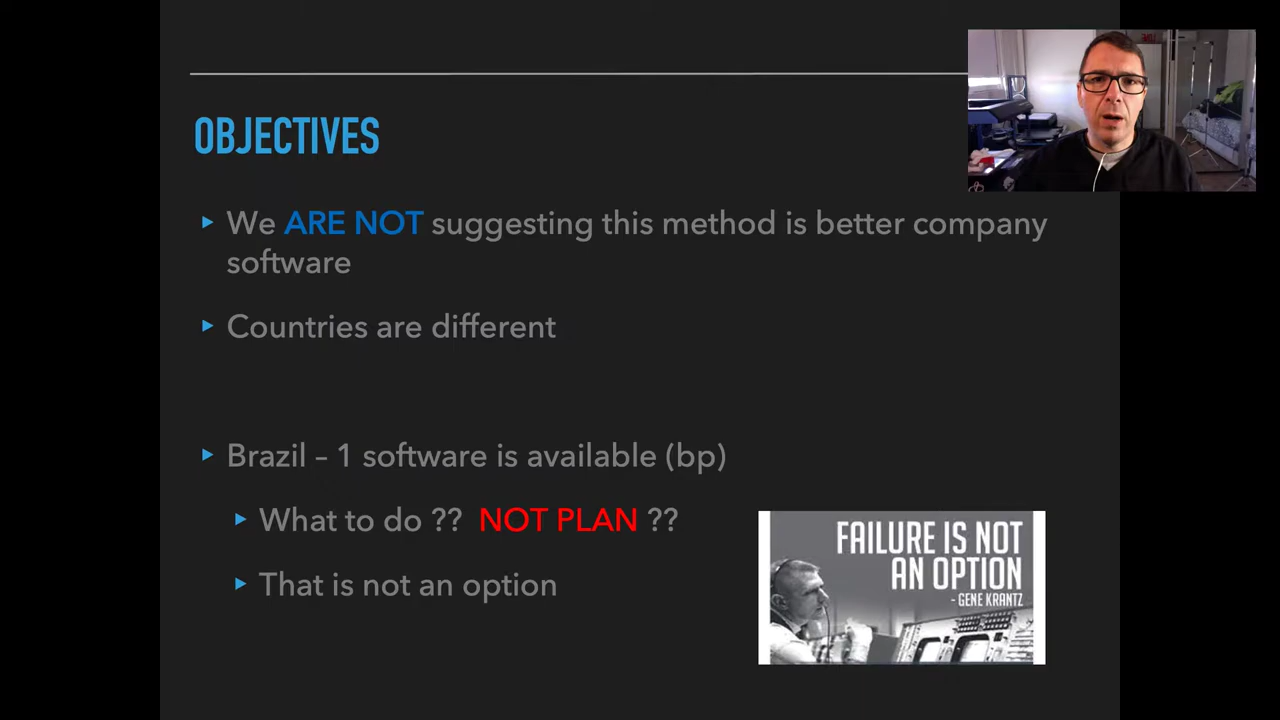 OBJECTIVES
We ARE NOT suggesting this method is better company
software
Countries are different
Brazil – 1 software is available (bp)
What to do ?? NOT PLAN ??
That is not an option
FAILURE IS NOT
AN OPTION
- GENE KRANTZ